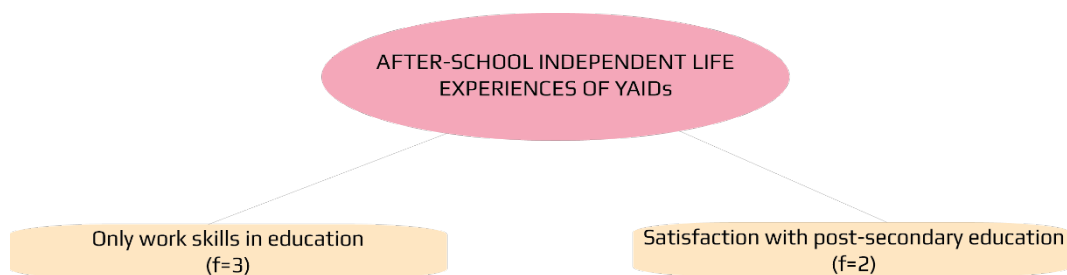 AFTER-SCHOOL INDEPENDENT LIFE
EXPERIENCES OF YAIDs
Only work skills in education
(f=3)
Satisfaction with post-secondary education
(f=2)